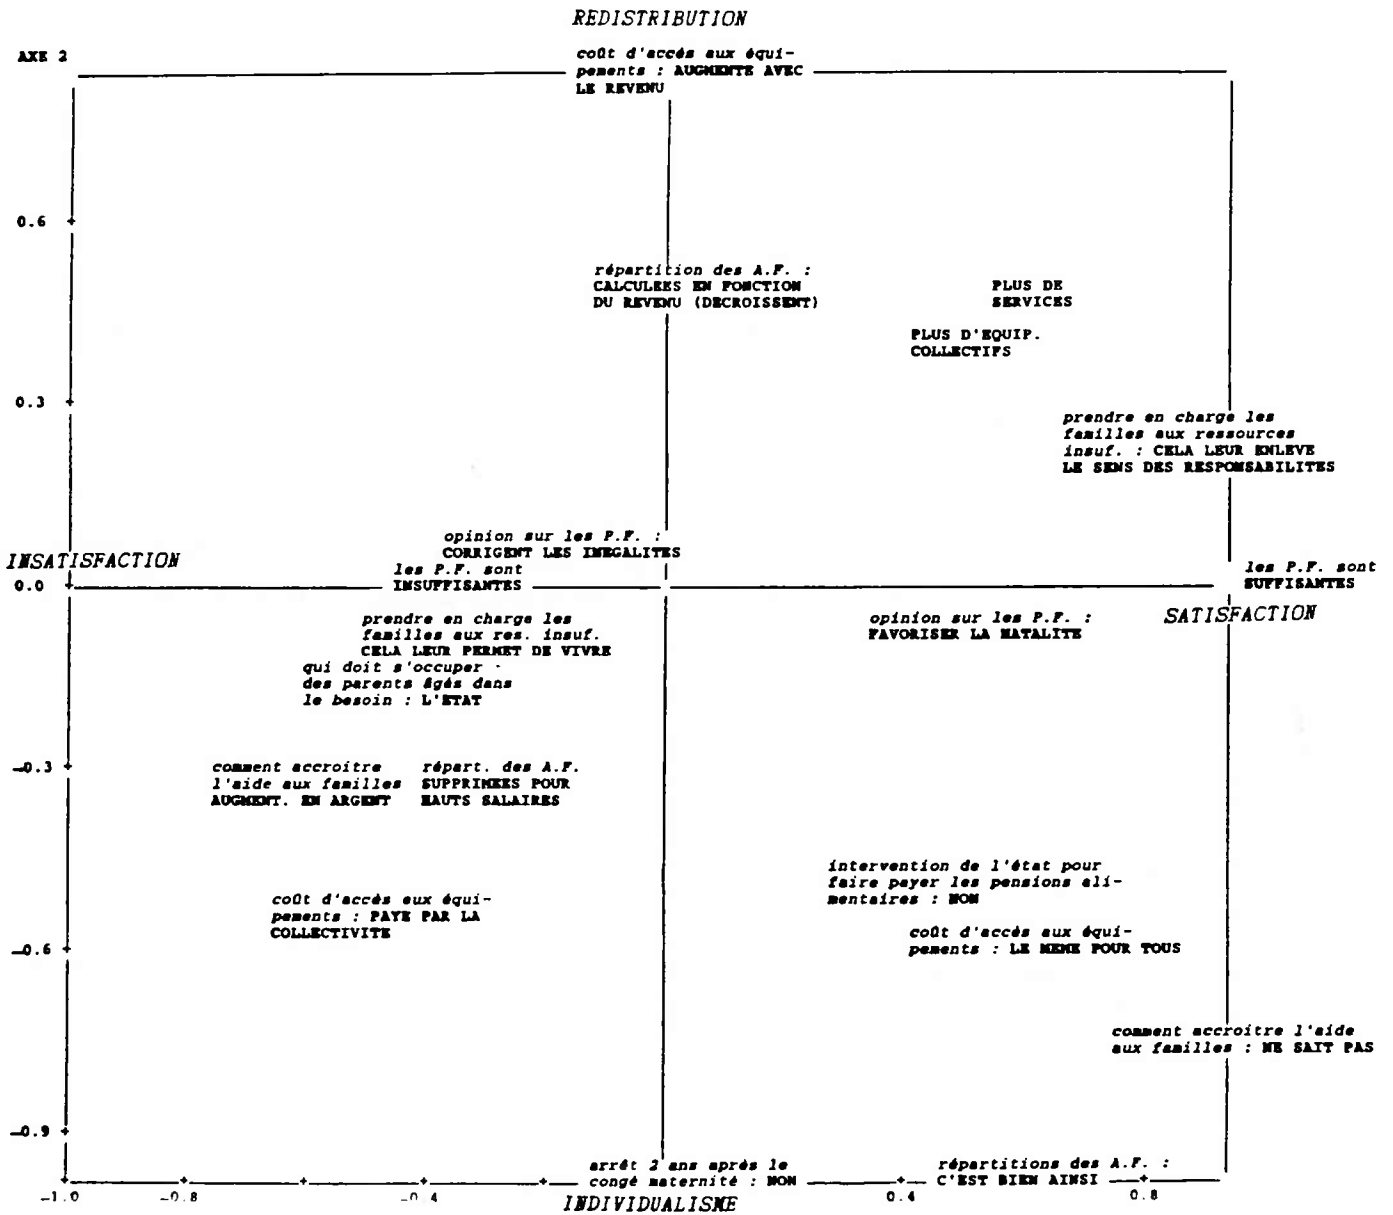 REDISTRIBUTION
AXE 2
coût d'accés aux équi-
pements : AUGMENTE AVEC
LE REVENU
0.6
répartition des A.F. :
CALCULEES EN FONCTION
DU REVENU (DECROISSENT)
PLUS DE
SERVICES
PLUS D'EQUIP.
COLLECTIFS
0.3
prendre en charge les
familles aux ressources
insuf. : CELA LEUR ENLEVE
LE SENS DES RESPONSABILITES
opinion sur les P.F. :
CORRIGENT LES INEGALITES
INSATISFACTION
les P.F. sont
INSUFFISANTES
0.0
les P.F. sont
SUFFISANTES
SATISFACTION
opinion sur les P.F. :
FAVORISER LA NATALITE
prendre en charge les
familles aux res. insuf.
CELA LEUR PERMET DE VIVRE
qui doit s'occuper
des parents âgés dans
le besoin : L'ETAT
-0.3
comment accroitre
l'aide aux familles
AUGMENT. EN ARGENT
répart. des A.F.
SUPPRIMEES POUR
HAUTS SALAIRES
intervention de l'état pour
faire payer les pensions ali-
mentaires : NON
coût d'accès aux équi-
pements : PAYE PAR LA
COLLECTIVITE
coût d'accès aux équi-
pements : LE MEME POUR TOUS
-0.6
comment accroitre l'aide
aux familles : NE SAIT PAS
-0.9
arrêt 2 ans après le
congé maternité : NON
répartitions des A.F. :
C'EST BIEN AINSI
-1.0 -0.8 -0.4 0.4 0.8
INDIVIDUALISME